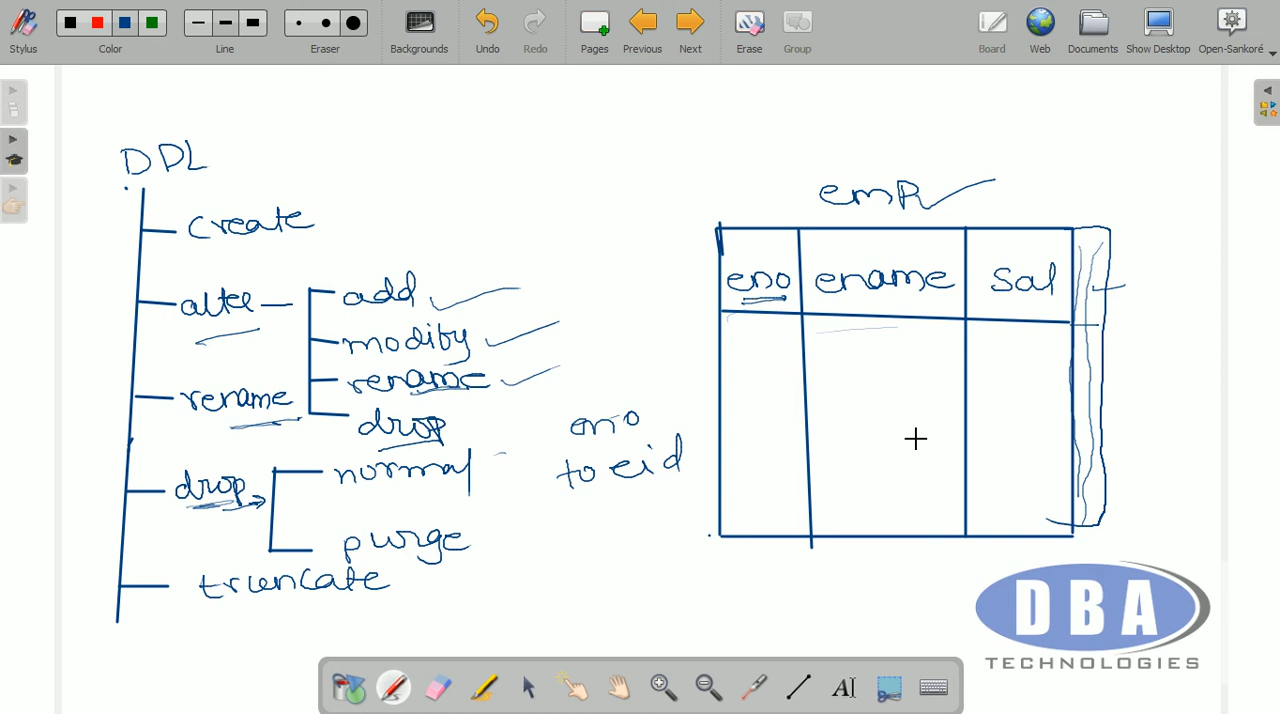 Stylus
Color
Line
Eraser
Backgrounds
Undo
Redo
Pages
Previous
Next
Erase
Group
Board
Web
Documents
Show Desktop
Open-Sankoré
DDL
create
alter
add
modify
rename
drop
rename
drop
normal
purge
truncate
eno
to eid
emp
eno ename sal
DBA
TECHNOLOGIES
AI